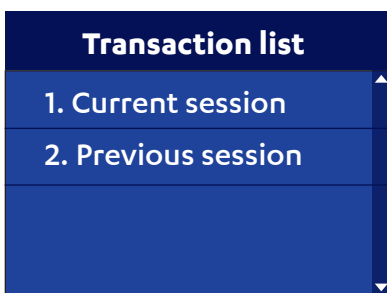 Transaction list
1. Current session
2. Previous session